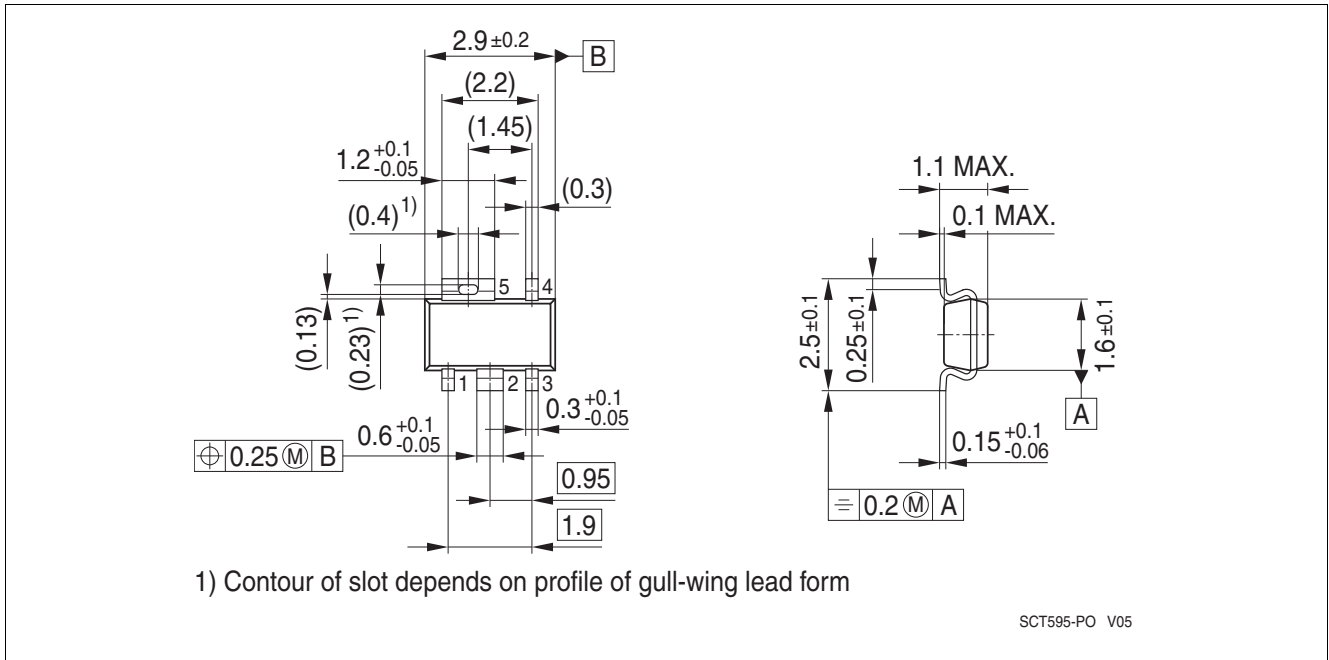 2.9 ±0.2
B
(2.2)
(1.45)
1.2 +0.1 -0.05
(0.3)
(0.4) 1)
5
4
(0.13)
(0.23) 1)
1
2
3
0.3 +0.1 -0.05
0.6 +0.1 -0.05
⌖ 0.25 Ⓜ B
0.95
1.9
1.1 MAX.
0.1 MAX.
2.5 ±0.1
0.25 ±0.1
1.6 ±0.1
A
0.15 +0.1 -0.06
⌯ 0.2 Ⓜ A
1) Contour of slot depends on profile of gull-wing lead form
SCT595-PO V05